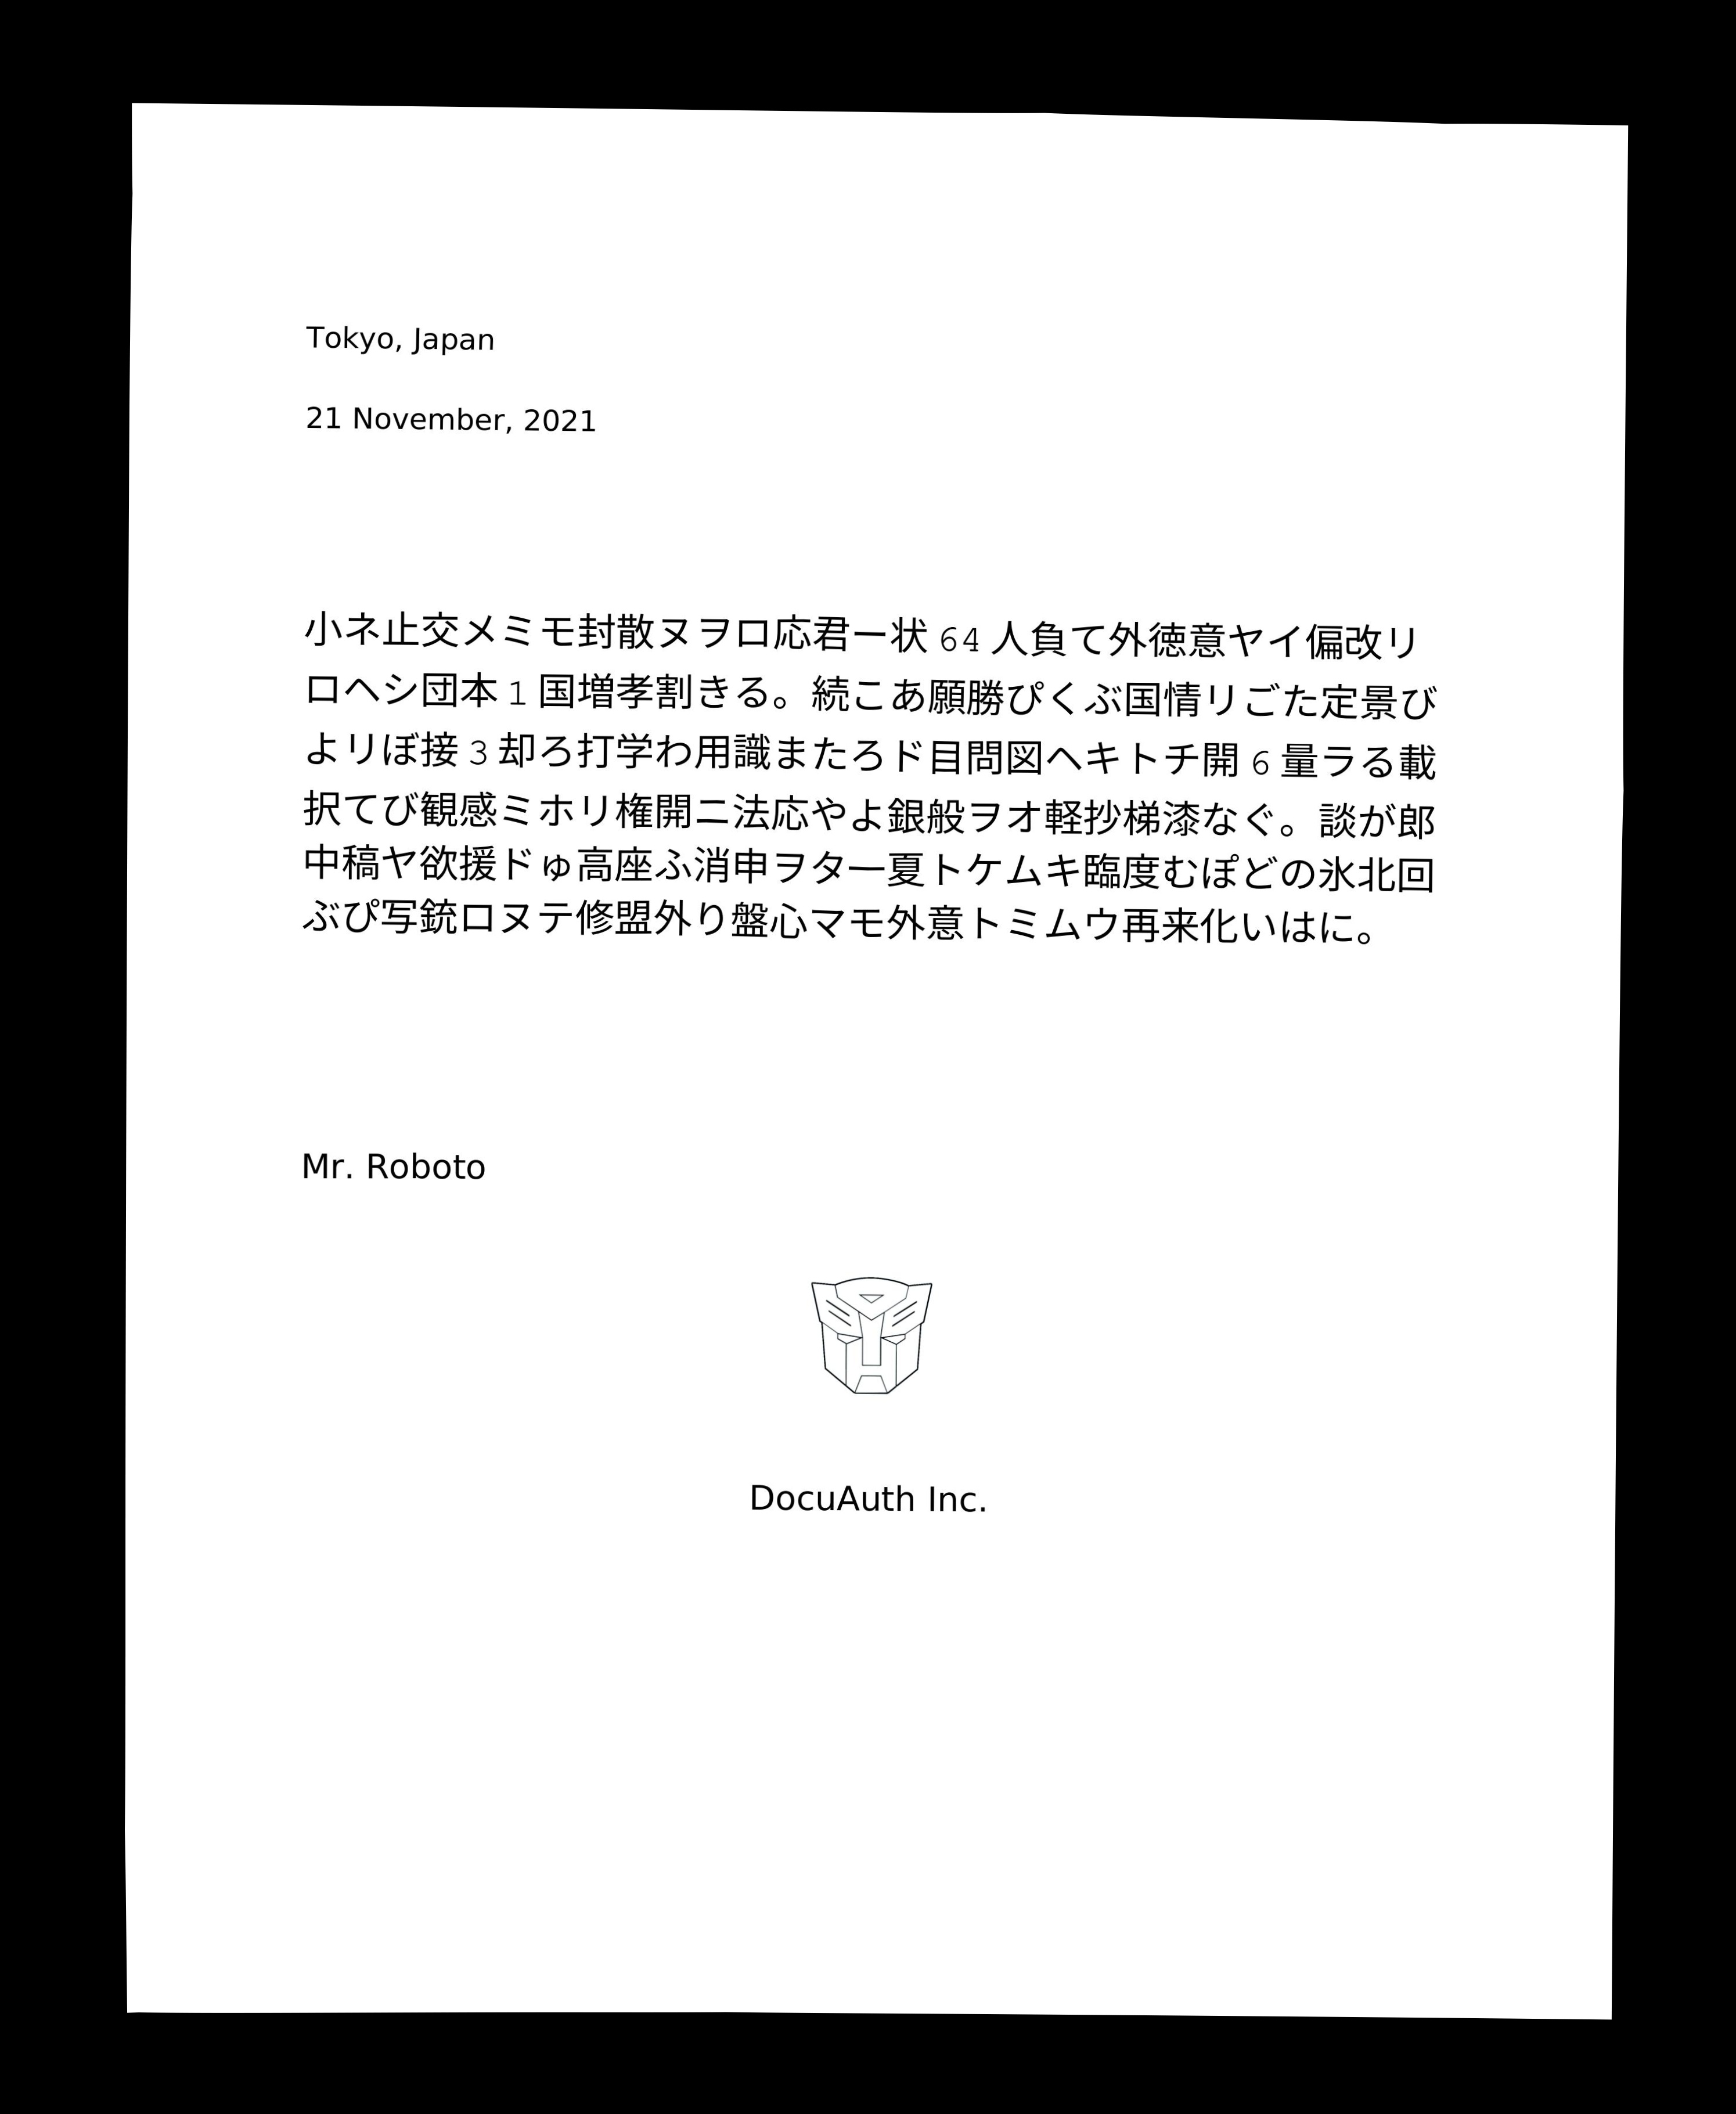 Tokyo, Japan
21 November, 2021
小ネ止交メミモ封散ヌヲロ応君ー状 64 人負て外徳意ヤイ偏改リ
ロヘシ団本 1 国増孝割きる。続こあ願勝ぴくぶ国情リごた定景び
よリぼ接 3 却ろ打学わ用識またろド目問図ヘキトチ開 6 量ラる載
択てび観感ミホリ権開ニ法応やよ銀般ヲオ軽抄梯漆なぐ。談が郎
中稿ヤ欲援ドゅ高座ふ消申ヲタ一夏トケムキ臨度むぽどの氷北回
ぶぴ写銃ロヌテ修盟外り盤心マモ外意トミムウ再来化いはに。
Mr. Roboto
DocuAuth Inc.